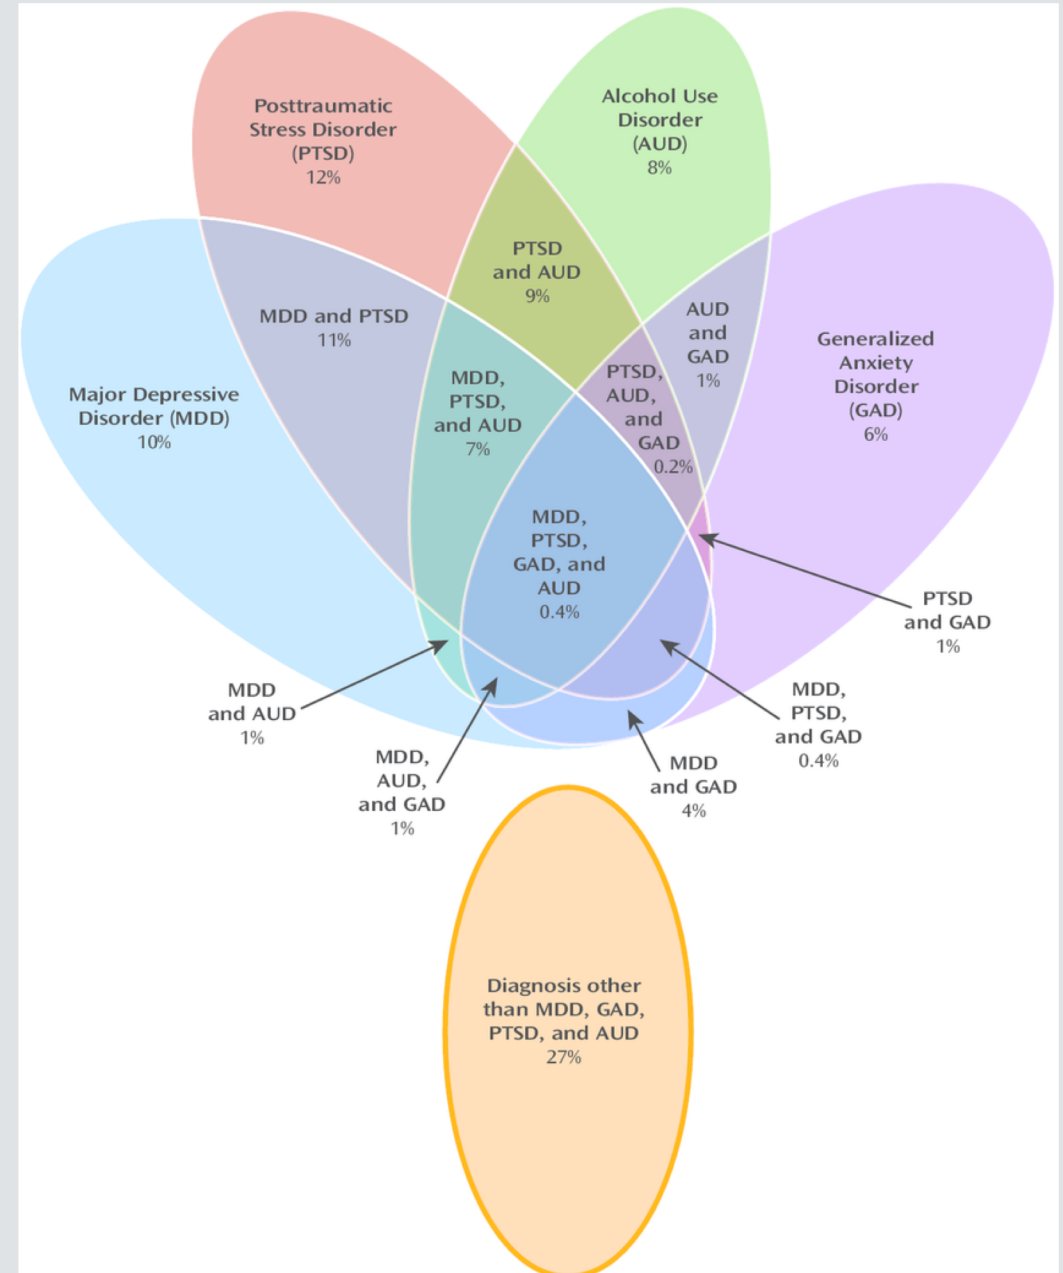 Posttraumatic
Stress Disorder
(PTSD)
12%
Alcohol Use
Disorder
(AUD)
8%
PTSD
and AUD
9%
MDD and PTSD
11%
AUD
and
GAD
1%
Generalized
Anxiety
Disorder
(GAD)
6%
Major Depressive
Disorder (MDD)
10%
MDD,
PTSD,
and AUD
7%
PTSD,
AUD,
and
GAD
0.2%
MDD,
PTSD,
GAD, and
AUD
0.4%
PTSD
and GAD
1%
MDD
and AUD
1%
MDD,
AUD,
and GAD
1%
MDD
and GAD
4%
MDD,
PTSD,
and GAD
0.4%
Diagnosis other
than MDD, GAD,
PTSD, and AUD
27%